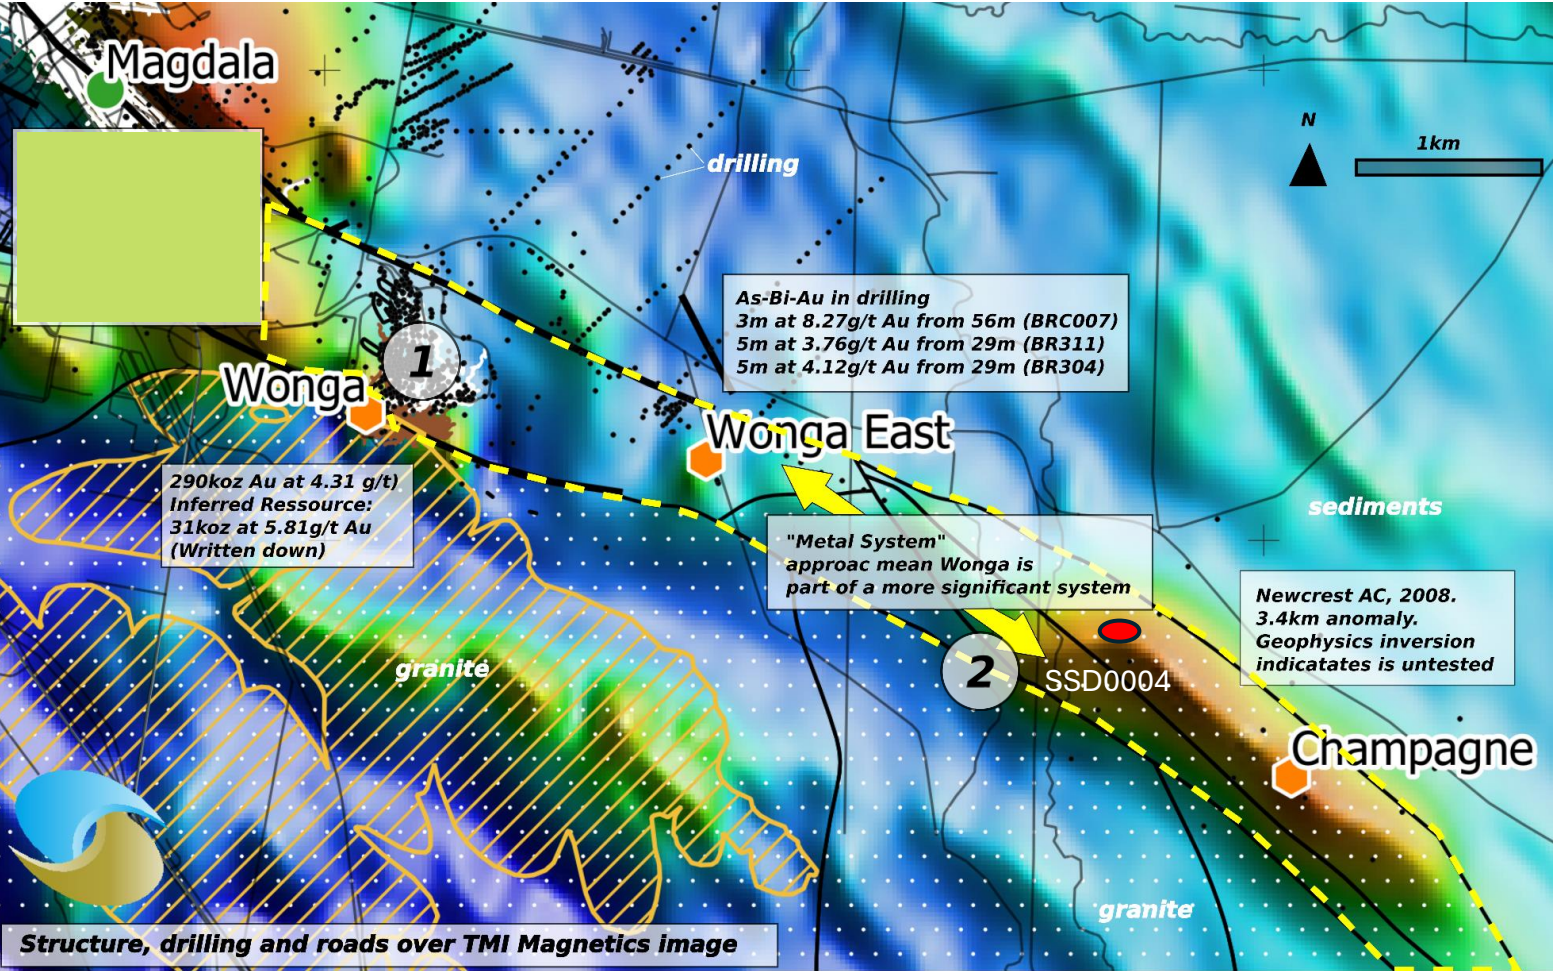 Magdala
N
1km
drilling
As-Bi-Au in drilling
3m at 8.27g/t Au from 56m (BRC007)
5m at 3.76g/t Au from 29m (BR311)
5m at 4.12g/t Au from 29m (BR304)
1
Wonga
Wonga East
290koz Au at 4.31 g/t)
Inferred Ressource:
31koz at 5.81g/t Au
(Written down)
sediments
"Metal System"
approac mean Wonga is
part of a more significant system
Newcrest AC, 2008.
3.4km anomaly.
Geophysics inversion
indicatates is untested
granite
2
SSD0004
Champagne
granite
Structure, drilling and roads over TMI Magnetics image